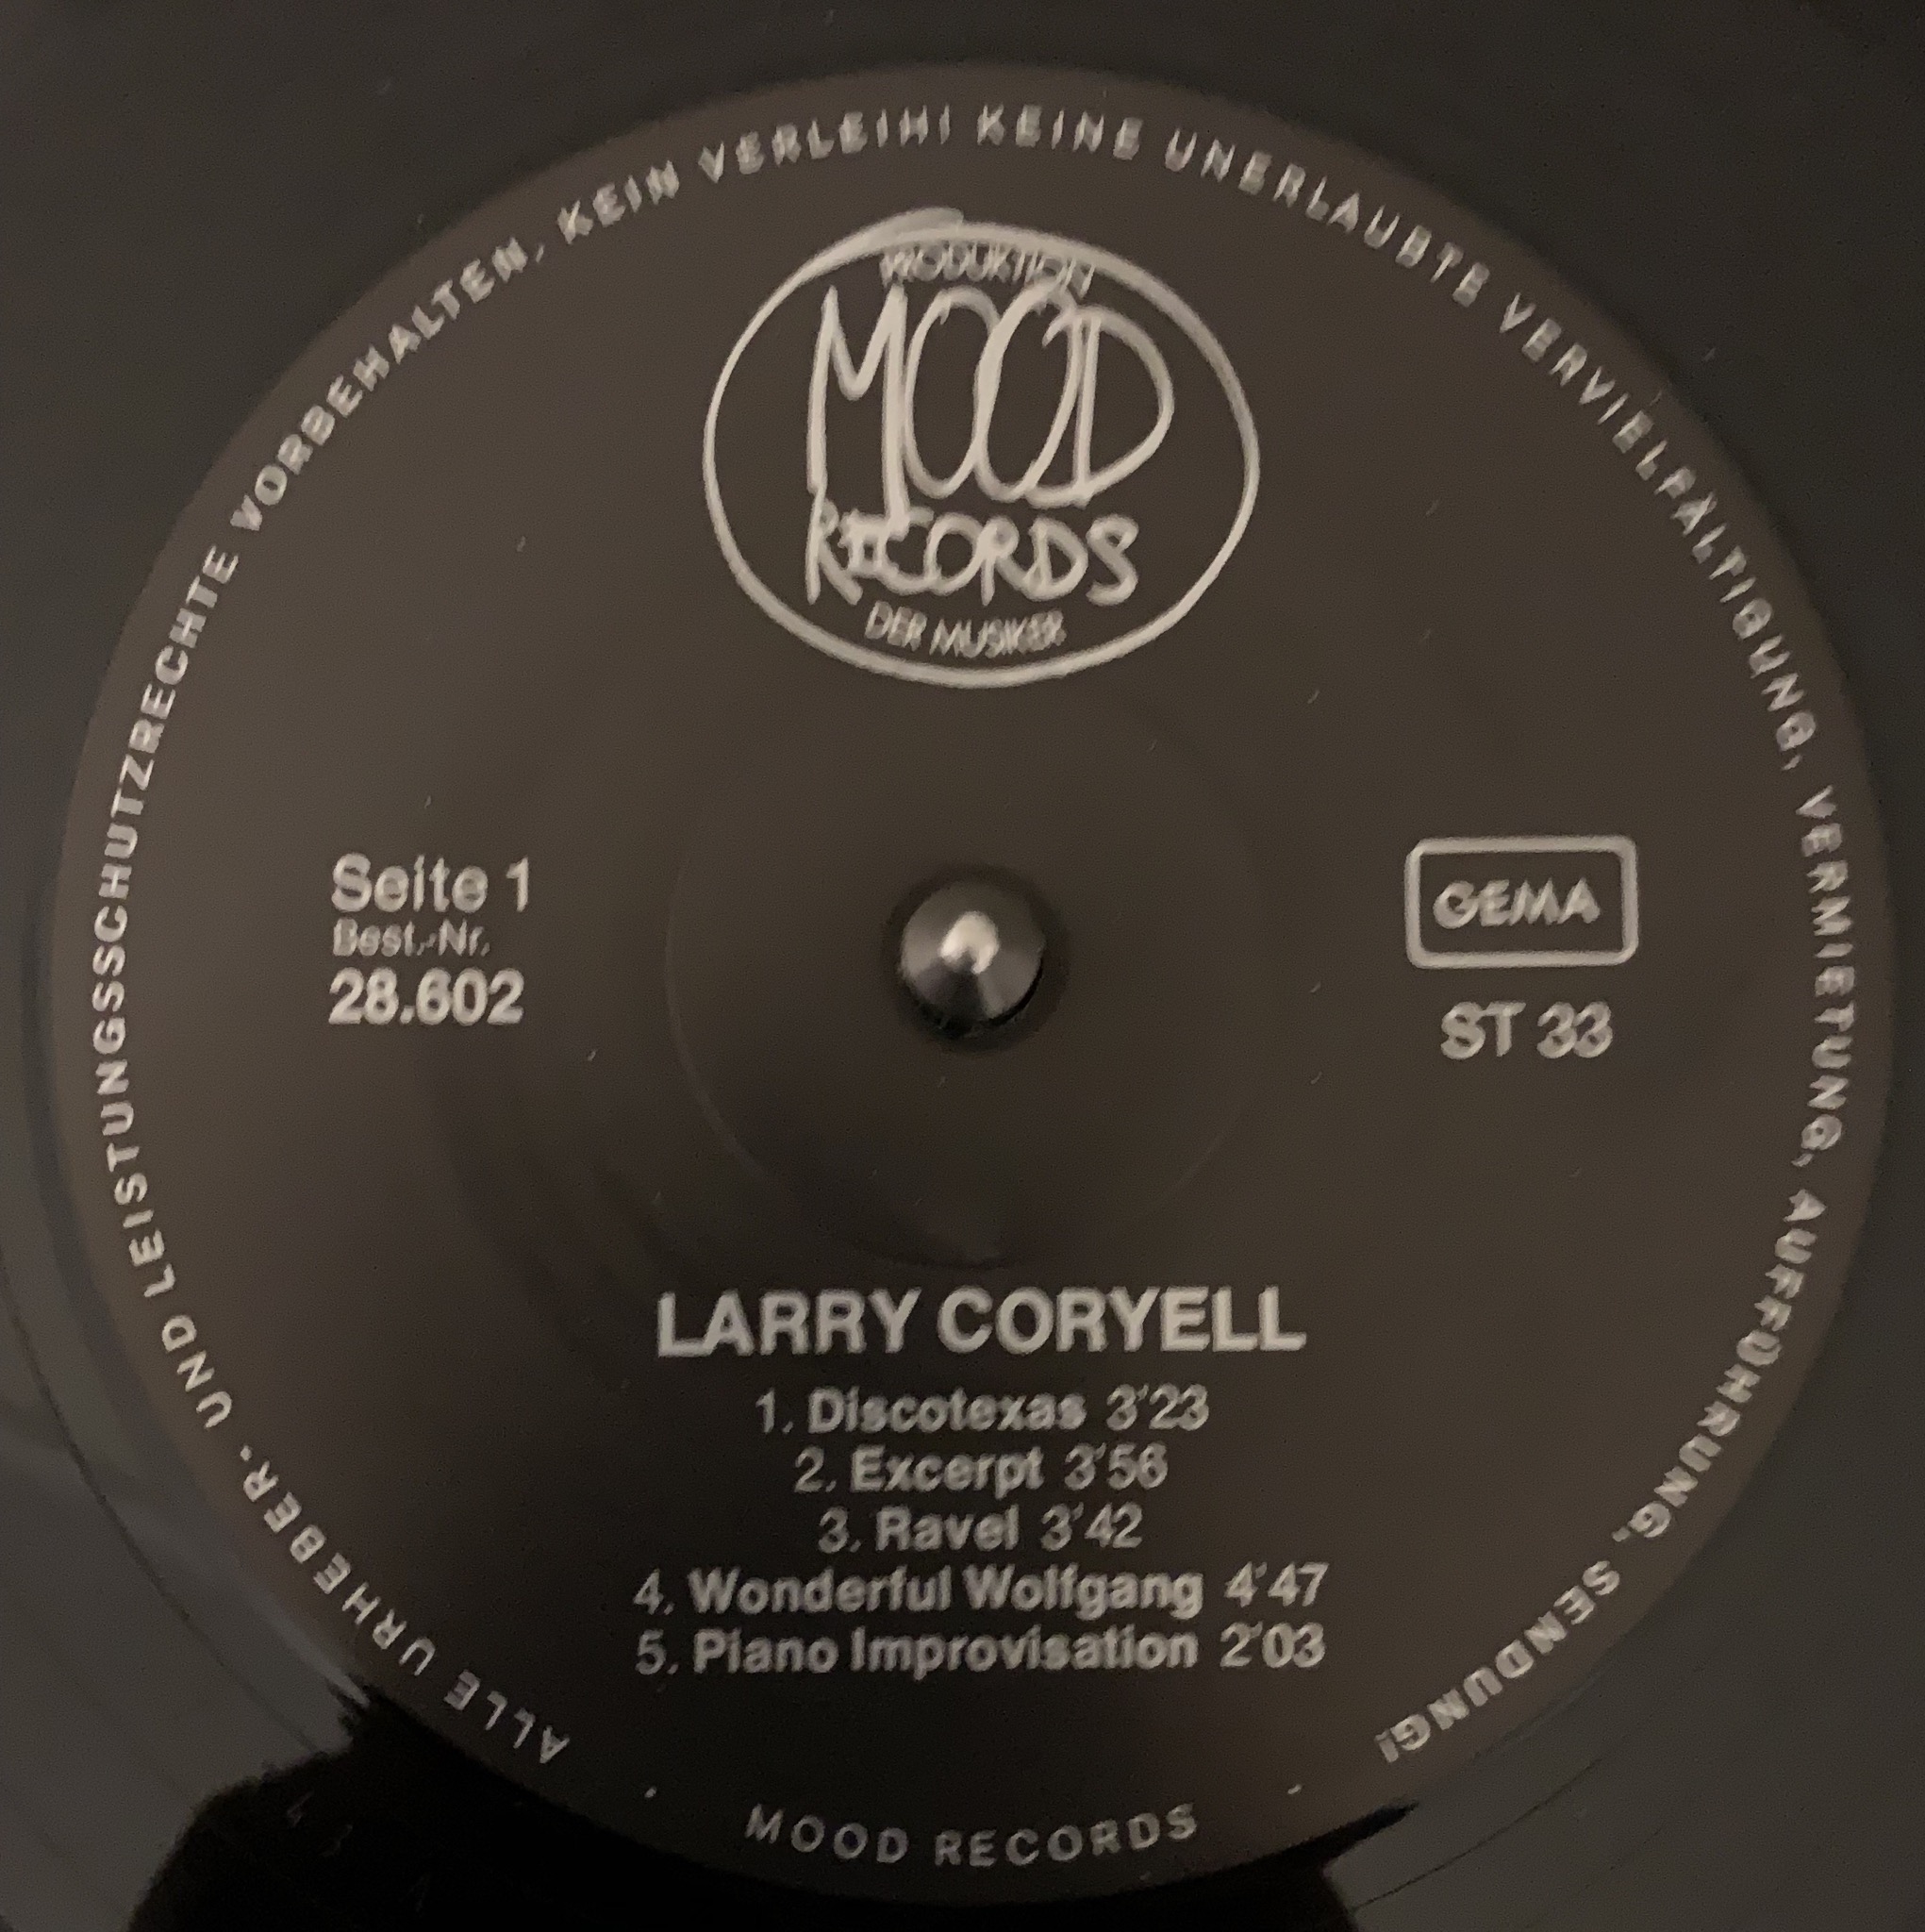 ALLE URHEBER- UND LEISTUNGSSCHUTZRECHTE VORBEHALTEN, KEIN VERLEIH! KEINE UNERLAUBTE VERVIELFÄLTIGUNG, VERMIETUNG, AUFFÜHRUNG, SENDUNG!
PRODUKTION
MOOD
RECORDS
DER MUSIKER
Seite 1
Best.-Nr.
28.602
GEMA
ST 33
LARRY CORYELL
1. Discotexas 3'23
2. Excerpt 3'56
3. Ravel 3'42
4. Wonderful Wolfgang 4'47
5. Piano Improvisation 2'03
· MOOD RECORDS ·